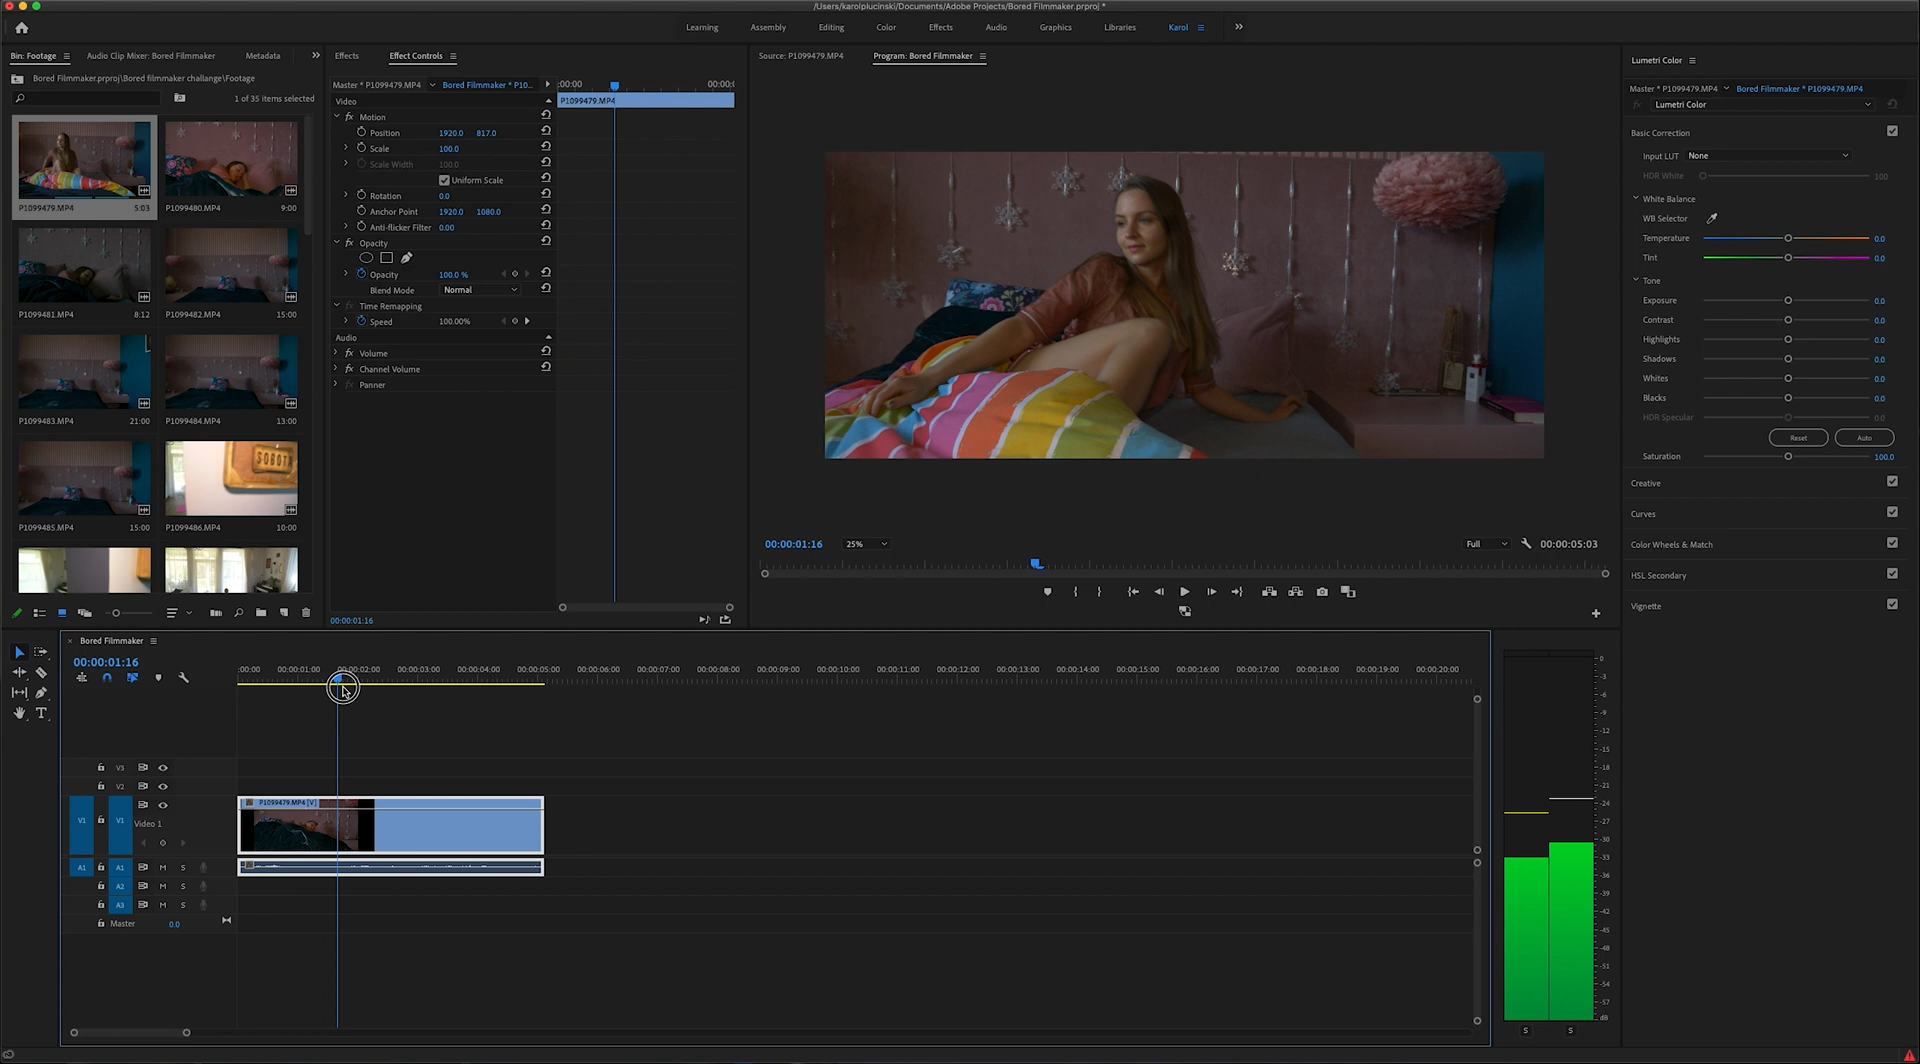 /Users/karolplucinski/Documents/Adobe Projects/Bored Filmmaker.prproj *
Learning Assembly Editing Color Effects Audio Graphics Libraries Karol
Bin: Footage Audio Clip Mixer: Bored Filmmaker Metadata
Bored Filmmaker.prproj\Bored filmmaker challange\Footage
1 of 35 items selected
P1099479.MP4 5:03
P1099480.MP4 9:00
P1099481.MP4 8:12
P1099482.MP4 15:00
P1099483.MP4 21:00
P1099484.MP4 13:00
SOBOTA
P1099485.MP4 15:00
P1099486.MP4 10:00
Effects Effect Controls
Master * P1099479.MP4 Bored Filmmaker * P10...
:00:00 00:00:(
Video
P1099479.MP4
fx Motion
Position 1920.0 817.0
Scale 100.0
Scale Width 100.0
Uniform Scale
Rotation 0.0
Anchor Point 1920.0 1080.0
Anti-flicker Filter 0.00
fx Opacity
Opacity 100.0 %
Blend Mode Normal
fx Time Remapping
Speed 100.00%
Audio
fx Volume
fx Channel Volume
fx Panner
00:00:01:16
Source: P1099479.MP4 Program: Bored Filmmaker
00:00:01:16 25% Full 00:00:05:03
Lumetri Color
Master * P1099479.MP4 Bored Filmmaker * P1099479.MP4
fx Lumetri Color
Basic Correction
Input LUT None
HDR White 100
White Balance
WB Selector
Temperature 0.0
Tint 0.0
Tone
Exposure 0.0
Contrast 0.0
Highlights 0.0
Shadows 0.0
Whites 0.0
Blacks 0.0
HDR Specular 0.0
Reset Auto
Saturation 100.0
Creative
Curves
Color Wheels & Match
HSL Secondary
Vignette
Bored Filmmaker
00:00:01:16
:00:00 00:00:01:00 00:00:02:00 00:00:03:00 00:00:04:00 00:00:05:00 00:00:06:00 00:00:07:00 00:00:08:00 00:00:09:00 00:00:10:00 00:00:11:00 00:00:12:00 00:00:13:00 00:00:14:00 00:00:15:00 00:00:16:00 00:00:17:00 00:00:18:00 00:00:19:00 00:00:20:00
T
V3
V2
V1 V1
Video 1
P1099479.MP4 [V]
A1 A1 M S
A2 M S
A3 M S
Master 0.0
0
-3
-6
-9
-12
-15
-18
-21
-24
-27
-30
-33
-36
-39
-42
-45
-48
-51
-54
-57
dB
S S